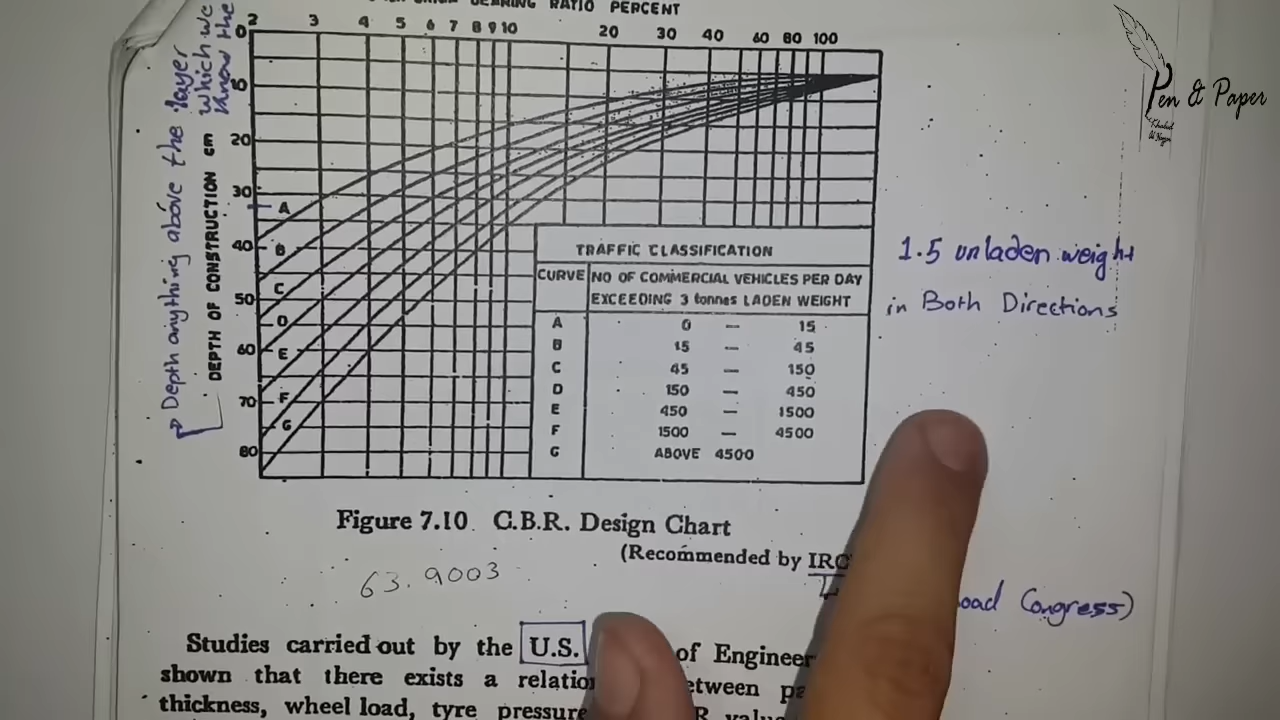 RATIO PERCENT
2 3 4 5 6 7 8 9 10 20 30 40 60 80 100
0
10
20
30
40
50
60
70
80
DEPTH OF CONSTRUCTION cm
Depth anything above the layer
which we
know the
A
B
C
D
E
F
G
TRAFFIC CLASSIFICATION
CURVE NO OF COMMERCIAL VEHICLES PER DAY
EXCEEDING 3 tonnes LADEN WEIGHT
A 0 — 15
B 15 — 45
C 45 — 150
D 150 — 450
E 450 — 1500
F 1500 — 4500
G ABOVE 4500
1.5 unladen weight
in Both Directions
Pen & Paper
Figure 7.10 C.B.R. Design Chart
(Recommended by IRC
oad Congress)
63.9003
Studies carried out by the U.S. of Engineer
shown that there exists a relatio etween pa
thickness, wheel load, tyre pressure R value